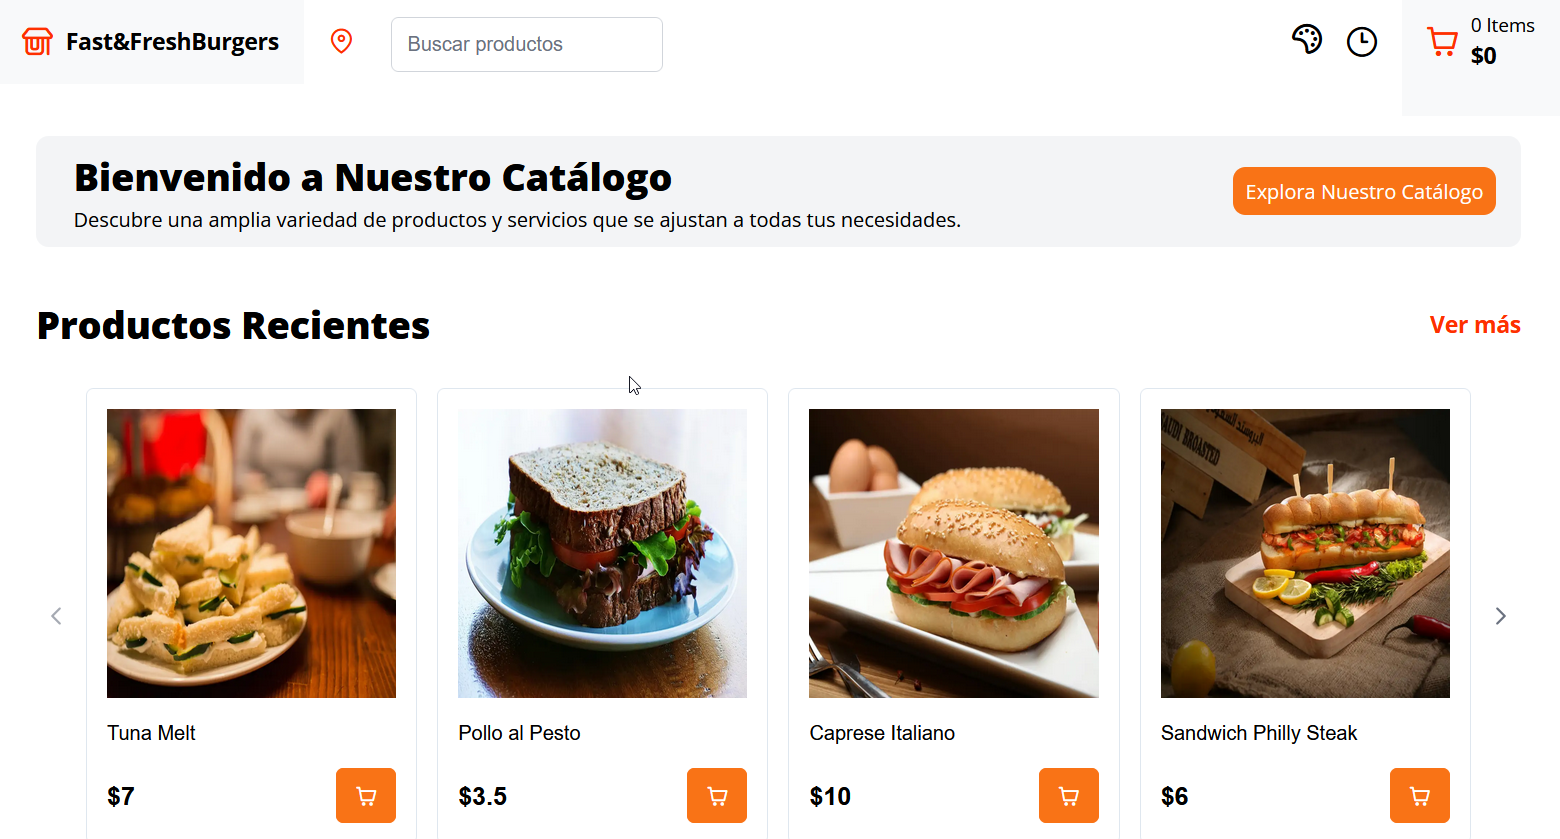 Fast&FreshBurgers
Buscar productos
0 Items
$0
Bienvenido a Nuestro Catálogo
Descubre una amplia variedad de productos y servicios que se ajustan a todas tus necesidades.
Explora Nuestro Catálogo
Productos Recientes
Ver más
SAUDI BROASTED
Tuna Melt
Pollo al Pesto
Caprese Italiano
Sandwich Philly Steak
$7
$3.5
$10
$6